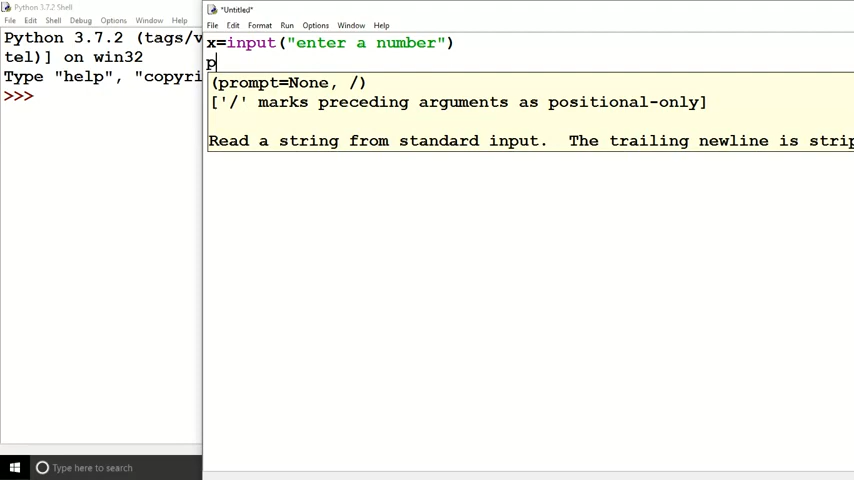 Python 3.7.2 Shell
File Edit Shell Debug Options Window Help
Python 3.7.2 (tags/v
tel)] on win32
Type "help", "copyri
>>>
*Untitled*
File Edit Format Run Options Window Help
x=input("enter a number")
p
(prompt=None, /)
['/' marks preceding arguments as positional-only]
Read a string from standard input.  The trailing newline is strip
Type here to search